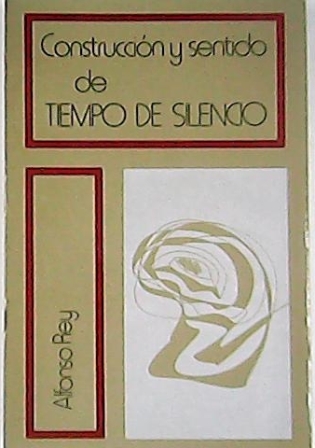 Construcción y sentido
de
TIEMPO DE SILENCIO
Alfonso Rey